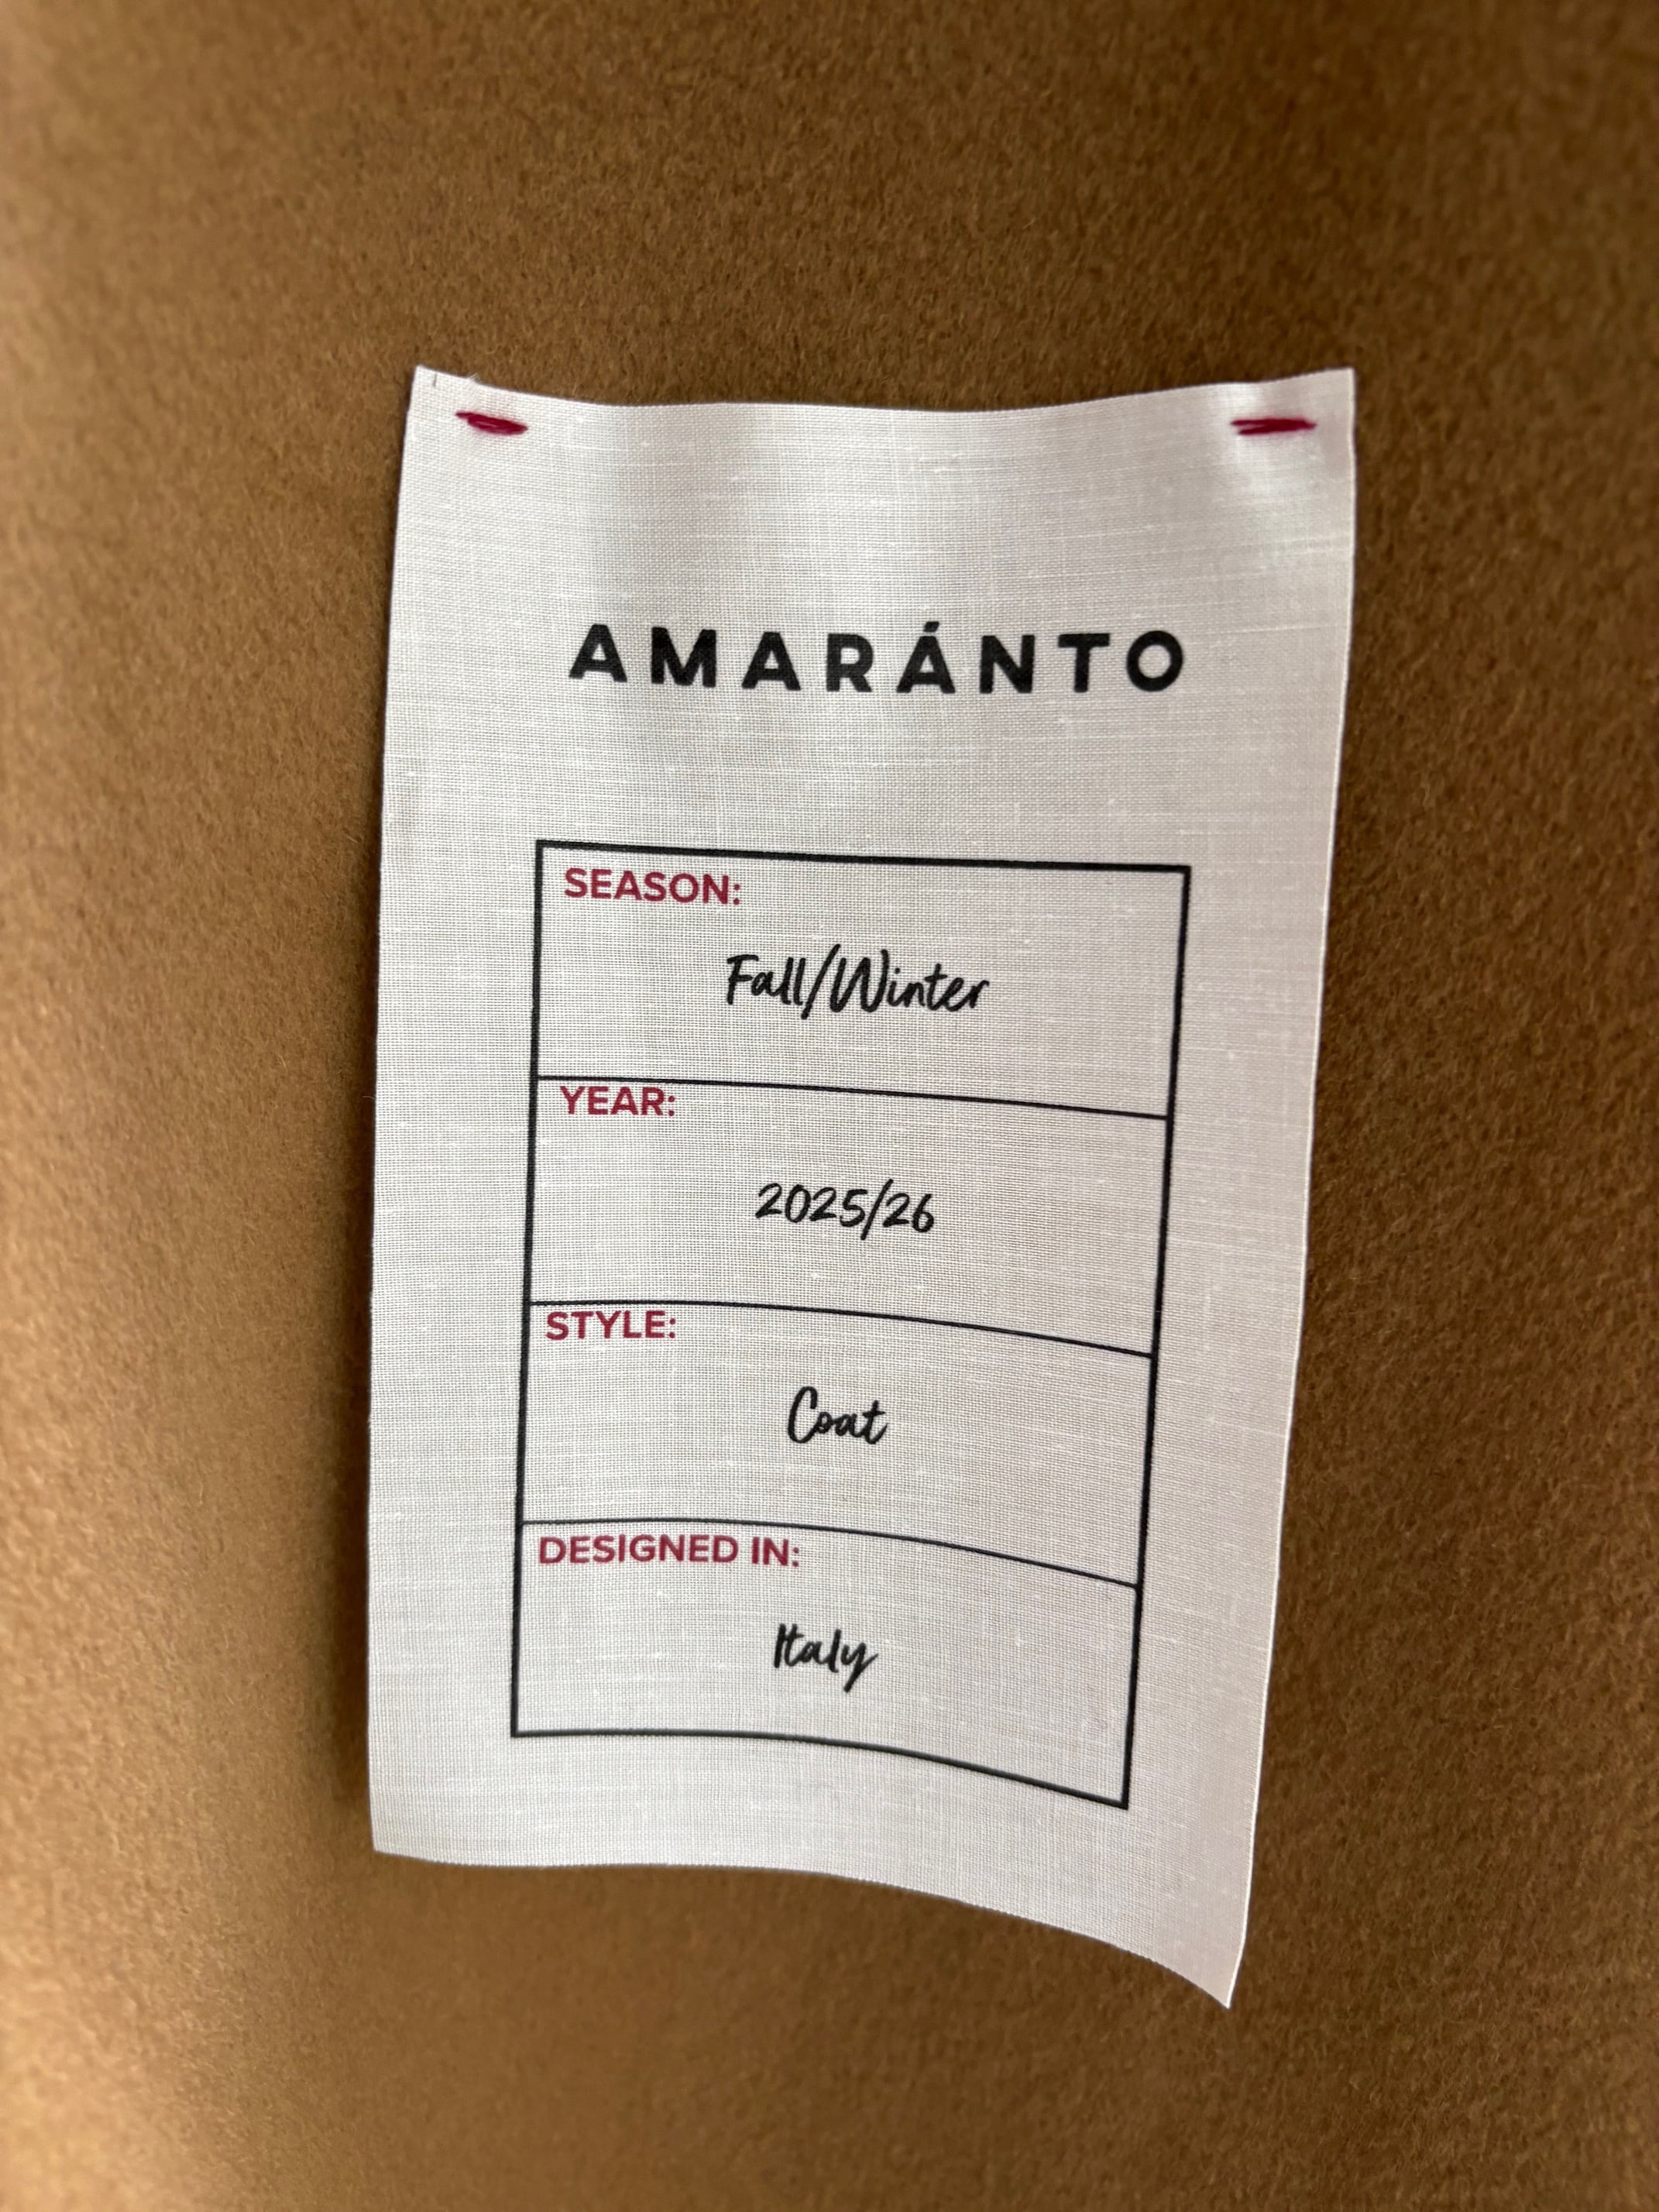 AMARÁNTO
SEASON:
Fall/Winter
YEAR:
2025/26
STYLE:
Coat
DESIGNED IN:
Italy